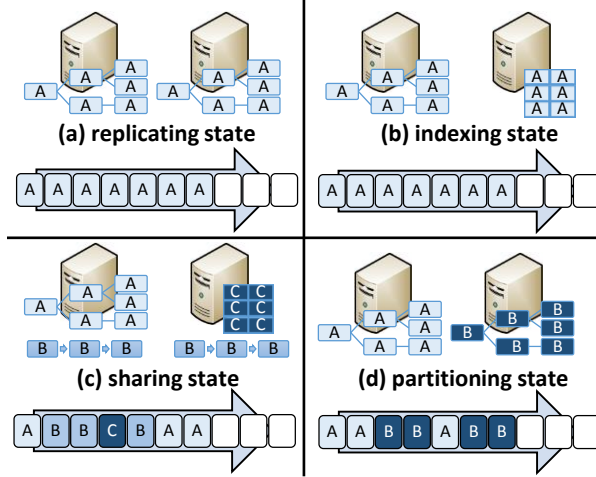 A
A
A
A
A A
A
A
A
A
A A
(a) replicating state
A A A A A A A
A
A
A
A
A A
A A
A A
A A
(b) indexing state
A A A A A A A
A
A
A
A
A A
B B B
C C
C C
C C
B B B
(c) sharing state
A B B C B A A
A
A
A
A
A A
B
B
B
B
B B
(d) partitioning state
A A B B A B B